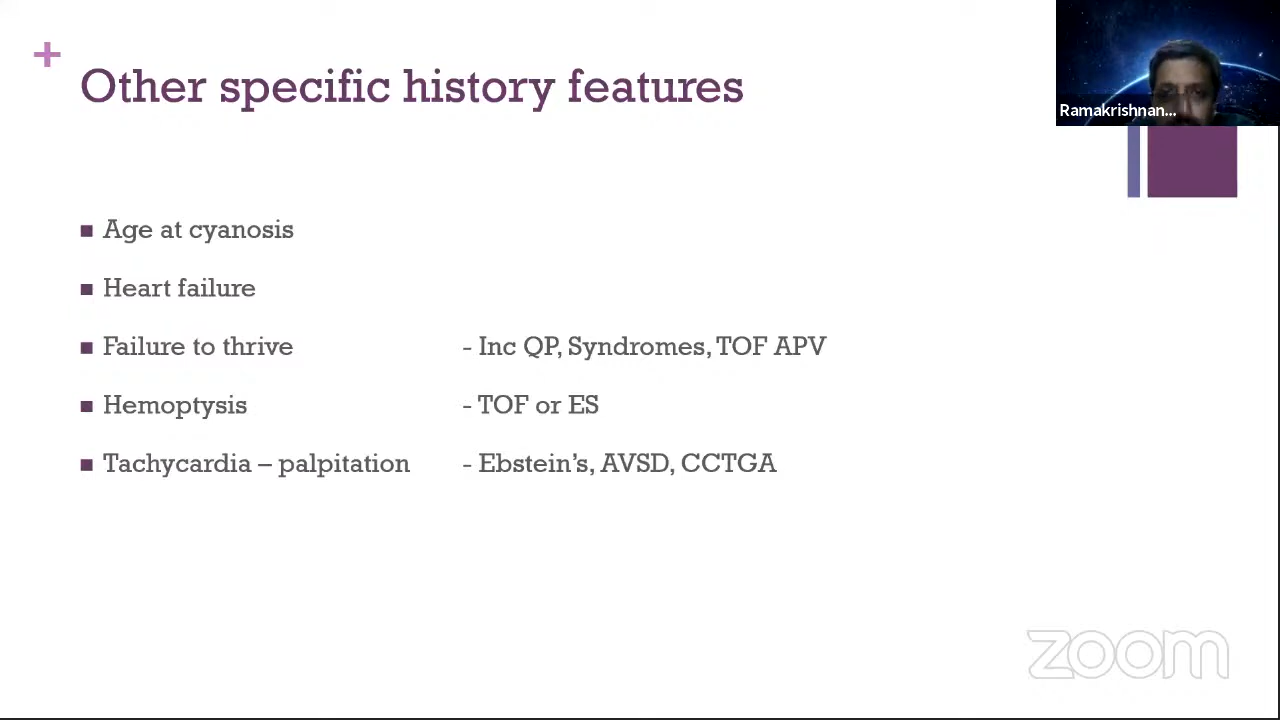 +
Other specific history features
Ramakrishnan...
■ Age at cyanosis
■ Heart failure
■ Failure to thrive - Inc QP, Syndromes, TOF APV
■ Hemoptysis - TOF or ES
■ Tachycardia – palpitation - Ebstein’s, AVSD, CCTGA
zoom